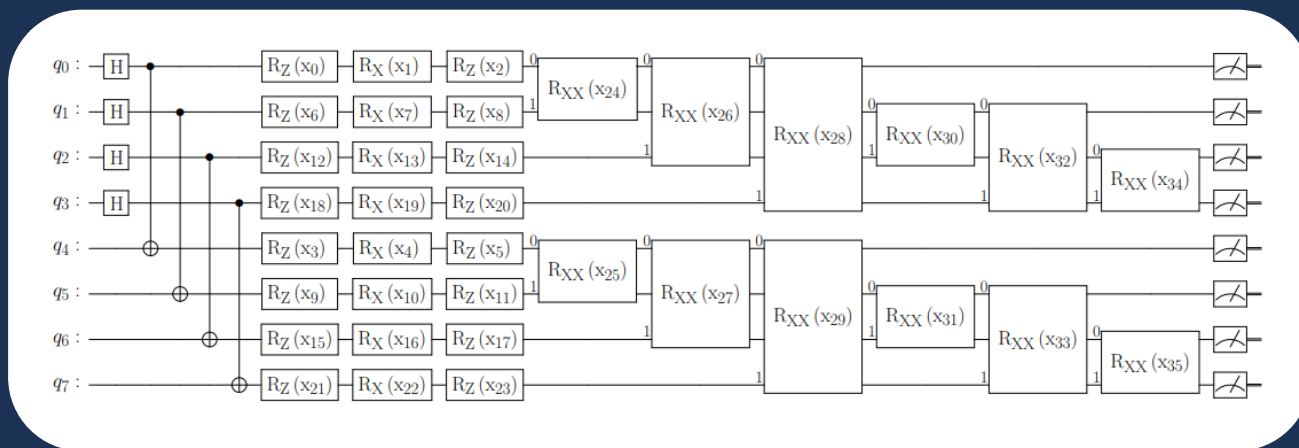 q0 : H RZ (x0) RX (x1) RZ (x2) 0 RXX (x24) 0 0
q1 : H RZ (x6) RX (x7) RZ (x8) 1 RXX (x26) RXX (x28) 0 RXX (x30) 0
q2 : H RZ (x12) RX (x13) RZ (x14) 1 1 RXX (x32) 0 RXX (x34)
q3 : H RZ (x18) RX (x19) RZ (x20) 1 1 1
q4 : RZ (x3) RX (x4) RZ (x5) 0 RXX (x25) 0 0
q5 : RZ (x9) RX (x10) RZ (x11) 1 RXX (x27) RXX (x29) 0 RXX (x31) 0
q6 : RZ (x15) RX (x16) RZ (x17) 1 1 RXX (x33) 0 RXX (x35)
q7 : RZ (x21) RX (x22) RZ (x23) 1 1 1